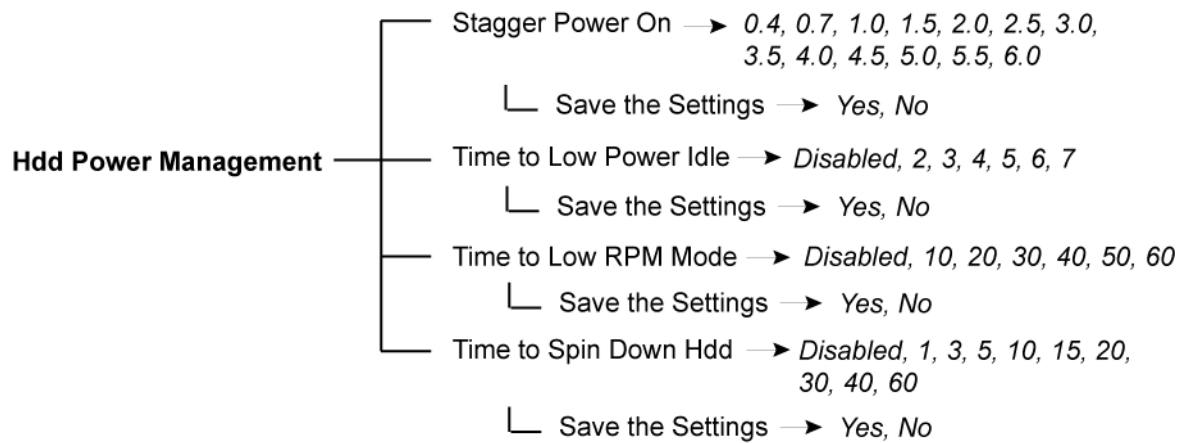 Stagger Power On 0.4, 0.7, 1.0, 1.5, 2.0, 2.5, 3.0,
3.5, 4.0, 4.5, 5.0, 5.5, 6.0
Save the Settings Yes, No
Hdd Power Management
Time to Low Power Idle Disabled, 2, 3, 4, 5, 6, 7
Save the Settings Yes, No
Time to Low RPM Mode Disabled, 10, 20, 30, 40, 50, 60
Save the Settings Yes, No
Time to Spin Down Hdd Disabled, 1, 3, 5, 10, 15, 20,
30, 40, 60
Save the Settings Yes, No